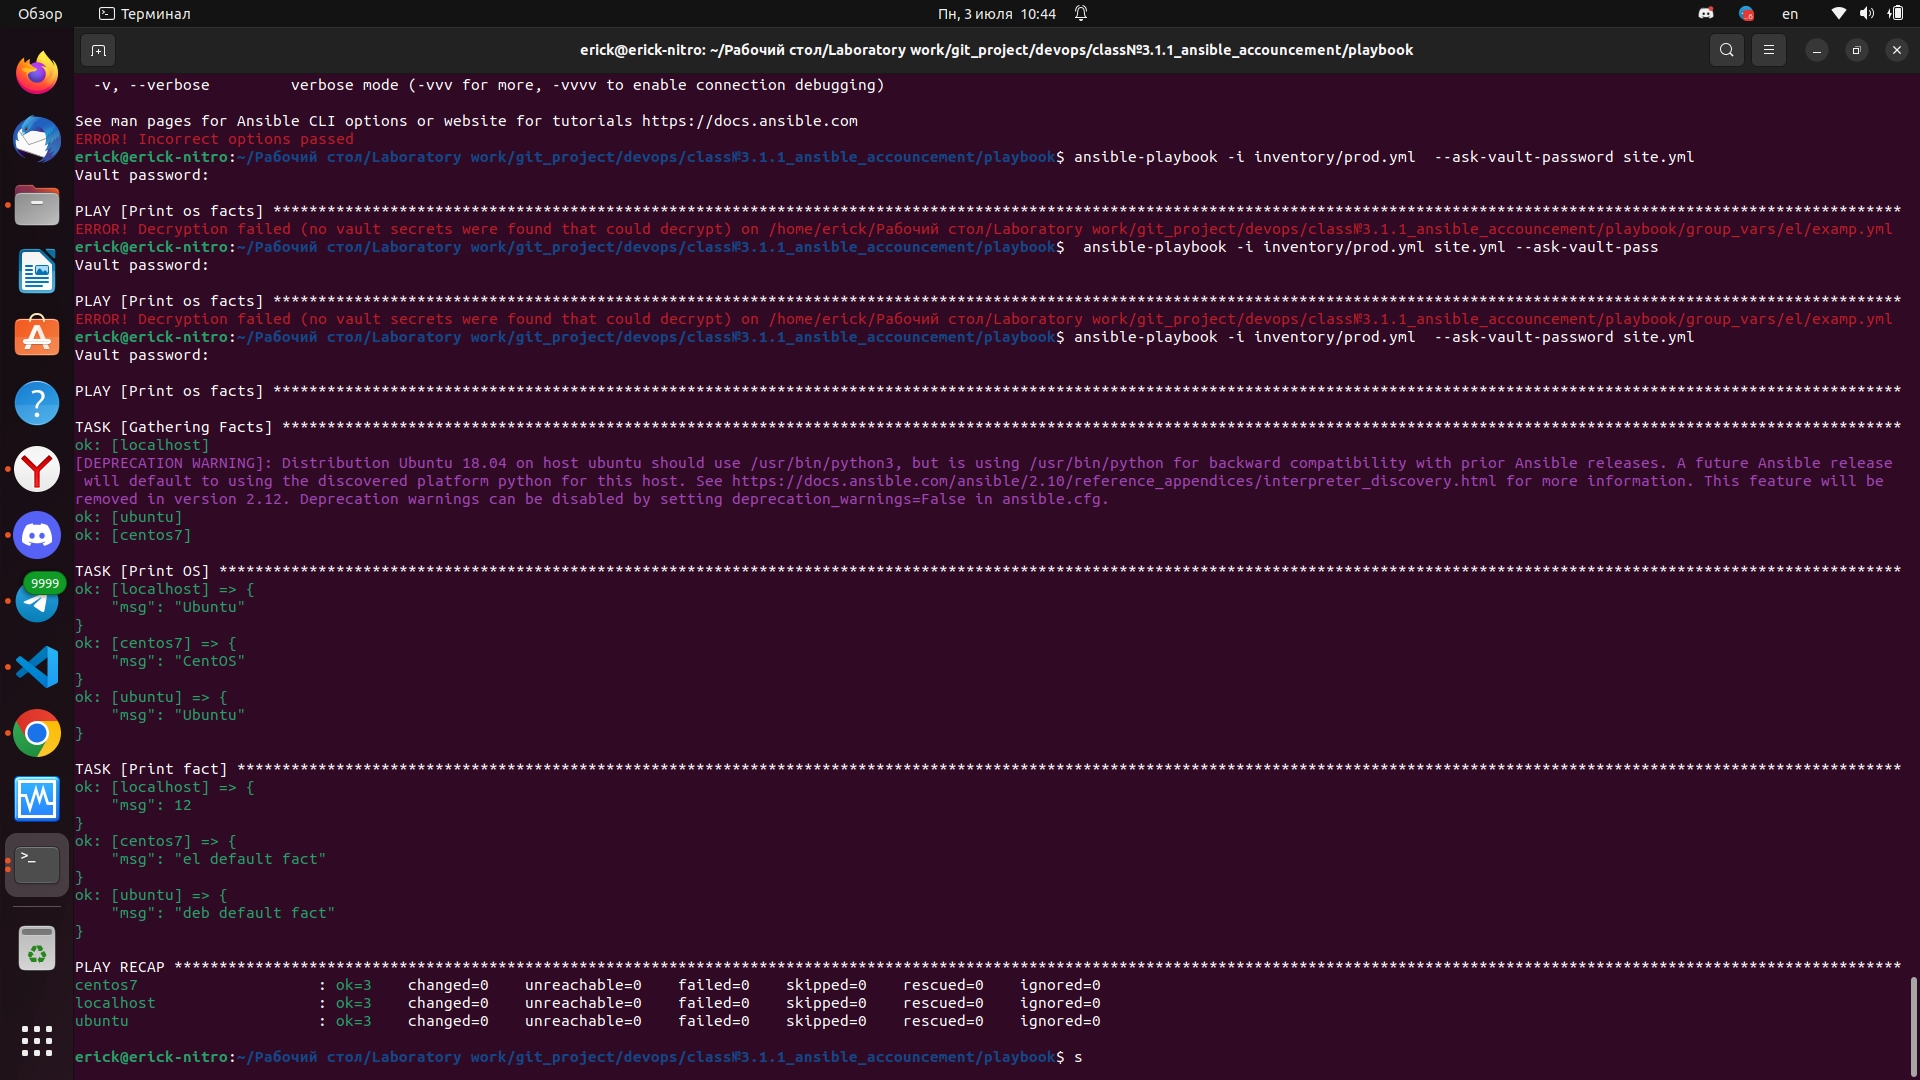 Обзор
Терминал
Пн, 3 июля 10:44
en
erick@erick-nitro: ~/Рабочий стол/Laboratory work/git_project/devops/class№3.1.1_ansible_accouncement/playbook
-v, --verbose         verbose mode (-vvv for more, -vvvv to enable connection debugging)
See man pages for Ansible CLI options or website for tutorials https://docs.ansible.com
ERROR! Incorrect options passed
erick@erick-nitro:~/Рабочий стол/Laboratory work/git_project/devops/class№3.1.1_ansible_accouncement/playbook$ ansible-playbook -i inventory/prod.yml  --ask-vault-password site.yml
Vault password:
PLAY [Print os facts] ****
ERROR! Decryption failed (no vault secrets were found that could decrypt) on /home/erick/Рабочий стол/Laboratory work/git_project/devops/class№3.1.1_ansible_accouncement/playbook/group_vars/el/examp.yml
erick@erick-nitro:~/Рабочий стол/Laboratory work/git_project/devops/class№3.1.1_ansible_accouncement/playbook$  ansible-playbook -i inventory/prod.yml site.yml --ask-vault-pass
Vault password:
PLAY [Print os facts] ****
ERROR! Decryption failed (no vault secrets were found that could decrypt) on /home/erick/Рабочий стол/Laboratory work/git_project/devops/class№3.1.1_ansible_accouncement/playbook/group_vars/el/examp.yml
erick@erick-nitro:~/Рабочий стол/Laboratory work/git_project/devops/class№3.1.1_ansible_accouncement/playbook$ ansible-playbook -i inventory/prod.yml  --ask-vault-password site.yml
Vault password:
PLAY [Print os facts] ****
TASK [Gathering Facts] ****
ok: [localhost]
[DEPRECATION WARNING]: Distribution Ubuntu 18.04 on host ubuntu should use /usr/bin/python3, but is using /usr/bin/python for backward compatibility with prior Ansible releases. A future Ansible release
will default to using the discovered platform python for this host. See https://docs.ansible.com/ansible/2.10/reference_appendices/interpreter_discovery.html for more information. This feature will be
removed in version 2.12. Deprecation warnings can be disabled by setting deprecation_warnings=False in ansible.cfg.
ok: [ubuntu]
ok: [centos7]
TASK [Print OS] ****
ok: [localhost] => {
    "msg": "Ubuntu"
}
ok: [centos7] => {
    "msg": "CentOS"
}
ok: [ubuntu] => {
    "msg": "Ubuntu"
}
TASK [Print fact] ****
ok: [localhost] => {
    "msg": 12
}
ok: [centos7] => {
    "msg": "el default fact"
}
ok: [ubuntu] => {
    "msg": "deb default fact"
}
PLAY RECAP ****
centos7                    : ok=3    changed=0    unreachable=0    failed=0    skipped=0    rescued=0    ignored=0
localhost                  : ok=3    changed=0    unreachable=0    failed=0    skipped=0    rescued=0    ignored=0
ubuntu                     : ok=3    changed=0    unreachable=0    failed=0    skipped=0    rescued=0    ignored=0
erick@erick-nitro:~/Рабочий стол/Laboratory work/git_project/devops/class№3.1.1_ansible_accouncement/playbook$ s
9999